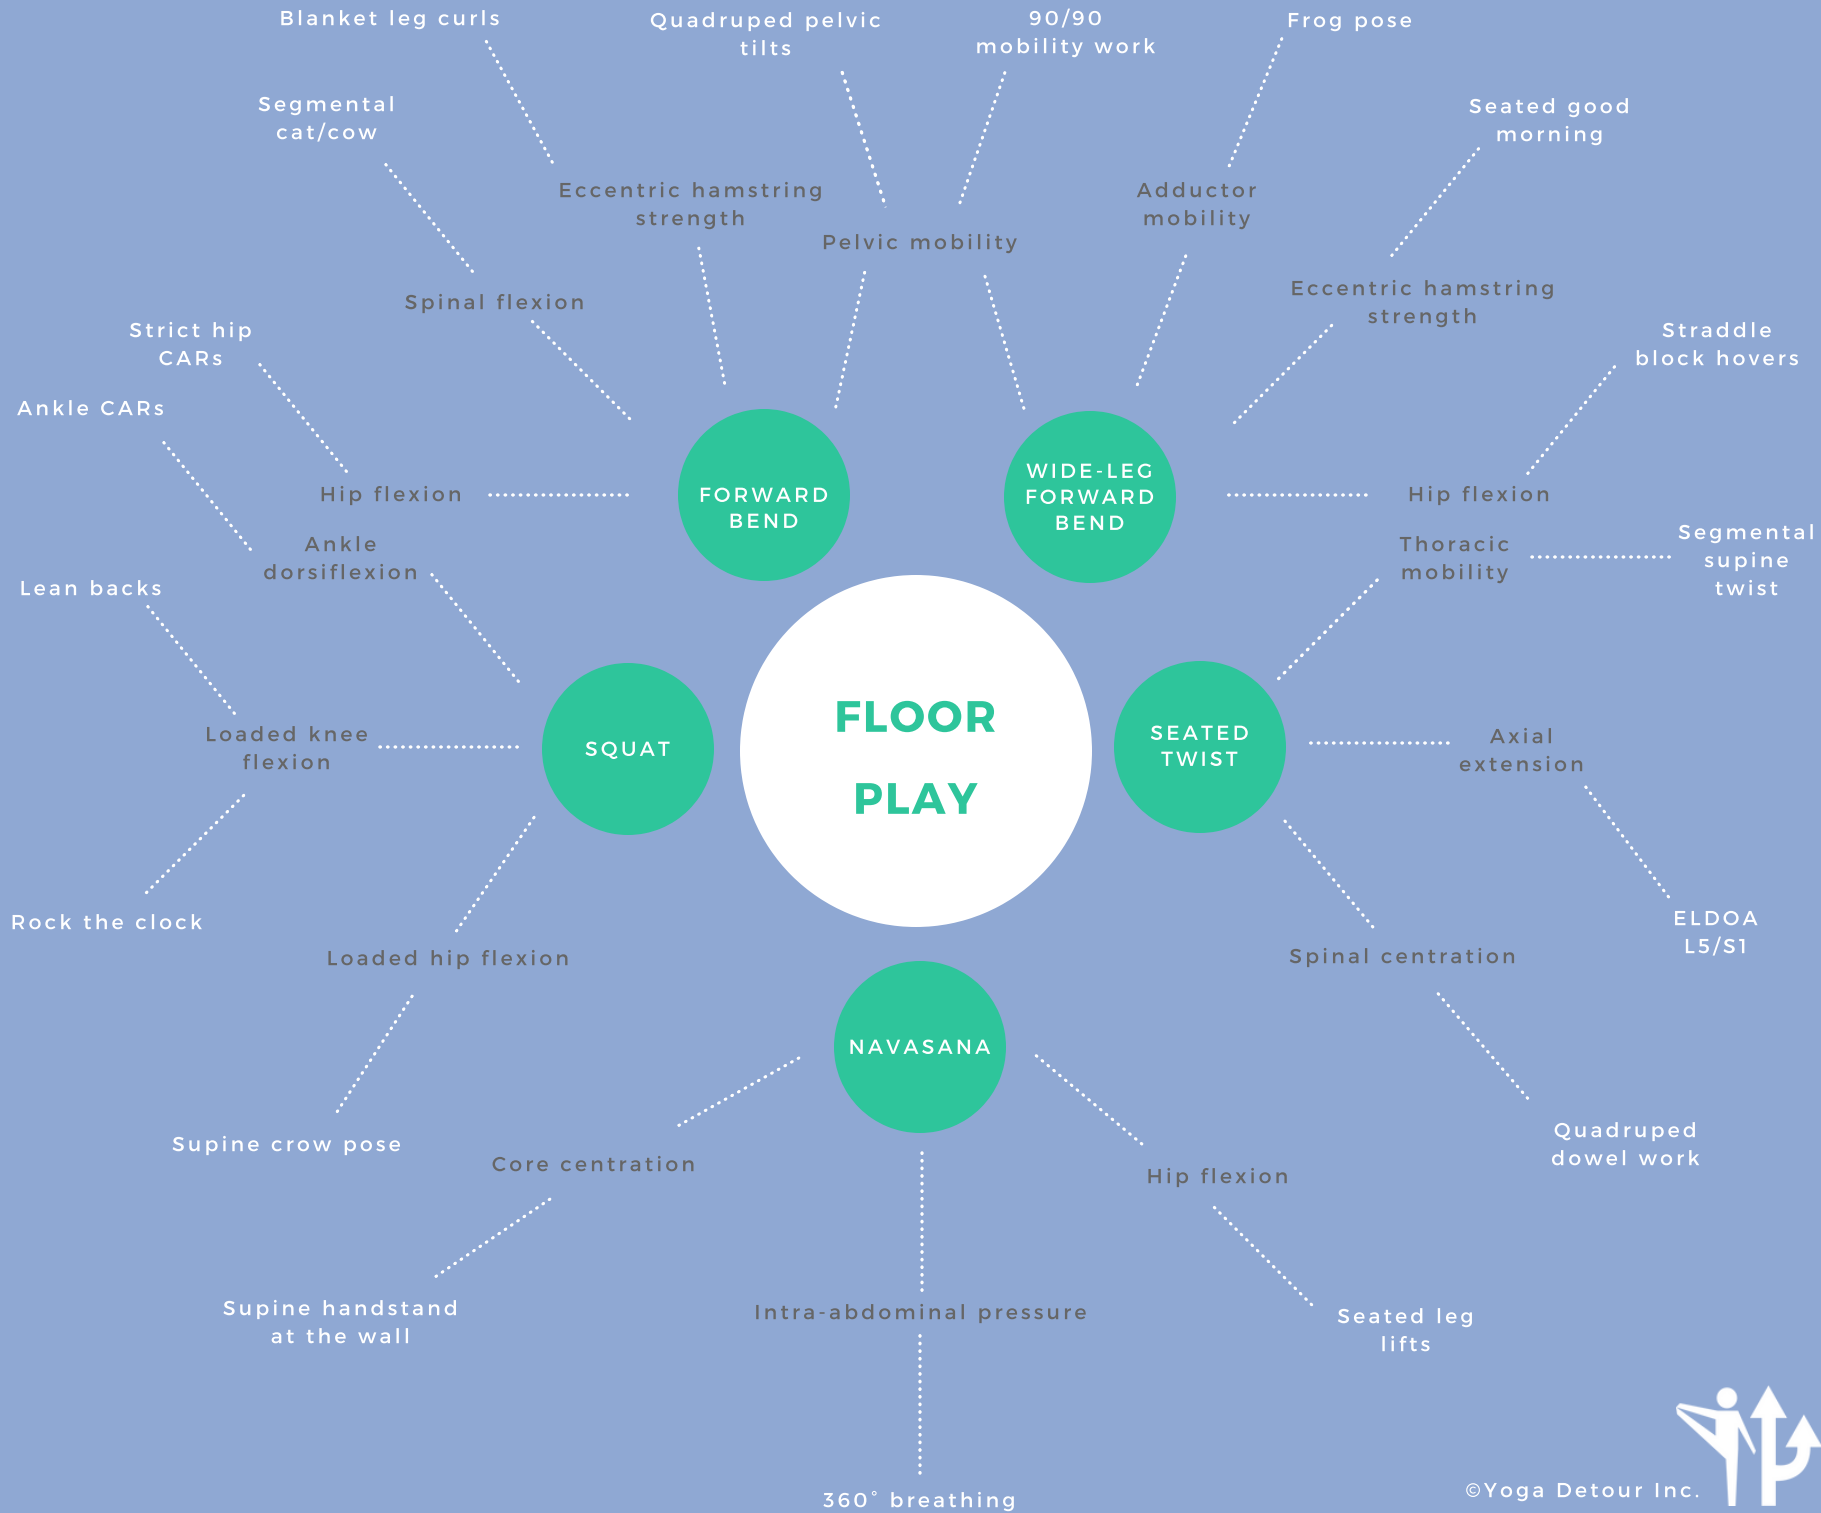 Blanket leg curls
Quadruped pelvic
tilts
90/90
mobility work
Frog pose
Segmental
cat/cow
Seated good
morning
Eccentric hamstring
strength
Pelvic mobility
Adductor
mobility
Spinal flexion
Eccentric hamstring
strength
Strict hip
CARs
Straddle
block hovers
Ankle CARs
Hip flexion
FORWARD
BEND
WIDE-LEG
FORWARD
BEND
Hip flexion
Ankle
dorsiflexion
Thoracic
mobility
Segmental
supine
twist
Lean backs
Loaded knee
flexion
SQUAT
FLOOR
PLAY
SEATED
TWIST
Axial
extension
Rock the clock
ELDOA
L5/S1
Loaded hip flexion
Spinal centration
NAVASANA
Supine crow pose
Core centration
Hip flexion
Quadruped
dowel work
Supine handstand
at the wall
Intra-abdominal pressure
Seated leg
lifts
360° breathing
©Yoga Detour Inc.